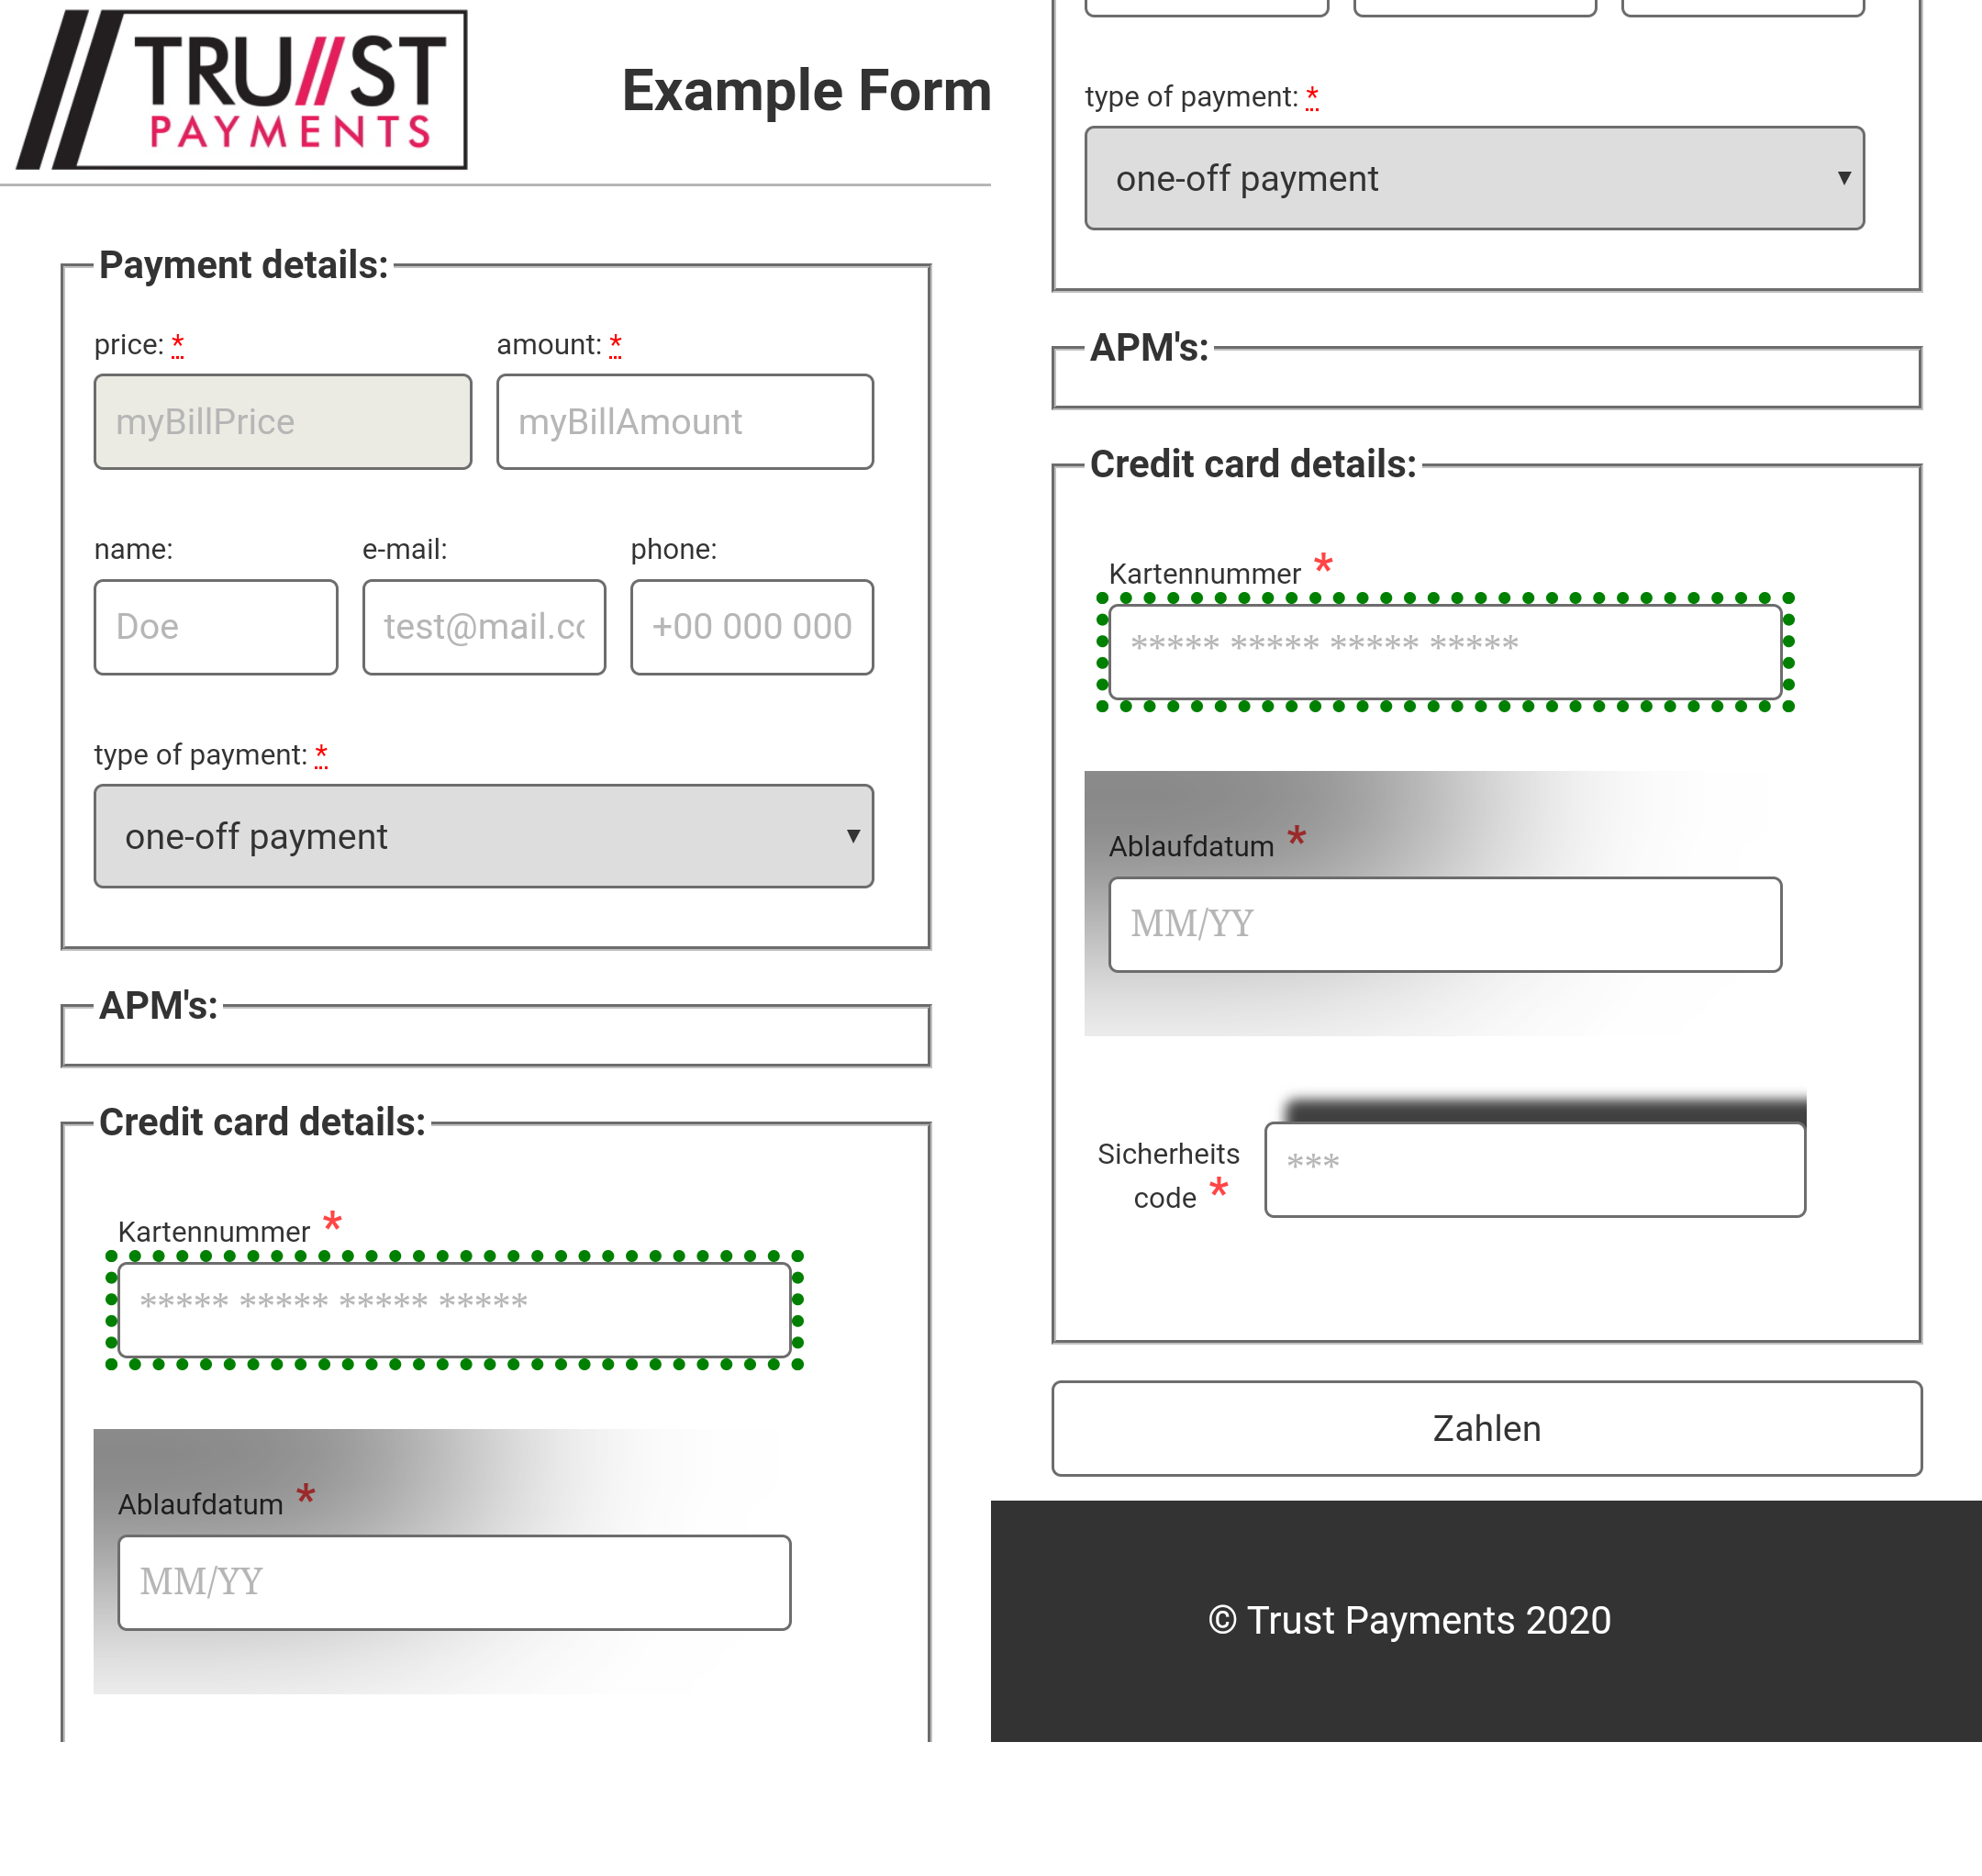 TRU//ST
PAYMENTS
Example Form
Payment details:
price: * amount: *
myBillPrice myBillAmount
name: e-mail: phone:
Doe test@mail.co +00 000 000
type of payment: *
one-off payment ▼
APM's:
Credit card details:
Kartennummer *
***** ***** ***** *****
Ablaufdatum *
MM/YY
type of payment: *
one-off payment ▼
APM's:
Credit card details:
Kartennummer *
***** ***** ***** *****
Ablaufdatum *
MM/YY
Sicherheits
code *
***
Zahlen
© Trust Payments 2020